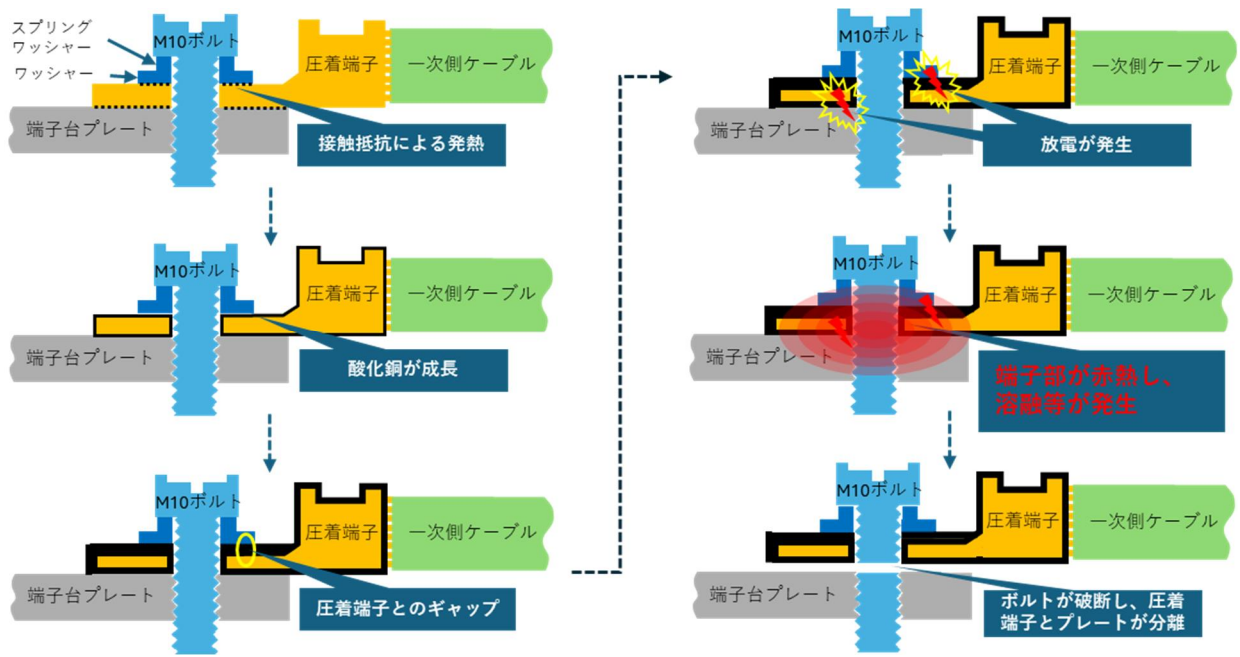 スプリング
ワッシャー
ワッシャー
M10ボルト
圧着端子
一次側ケーブル
端子台プレート
接触抵抗による発熱
M10ボルト
圧着端子
一次側ケーブル
端子台プレート
酸化銅が成長
M10ボルト
圧着端子
一次側ケーブル
端子台プレート
圧着端子とのギャップ
M10ボルト
圧着端子
一次側ケーブル
端子台プレート
放電が発生
M10ボルト
圧着端子
一次側ケーブル
端子台プレート
端子部が赤熱し、
溶融等が発生
M10ボルト
圧着端子
一次側ケーブル
端子台プレート
ボルトが破断し、圧着
端子とプレートが分離